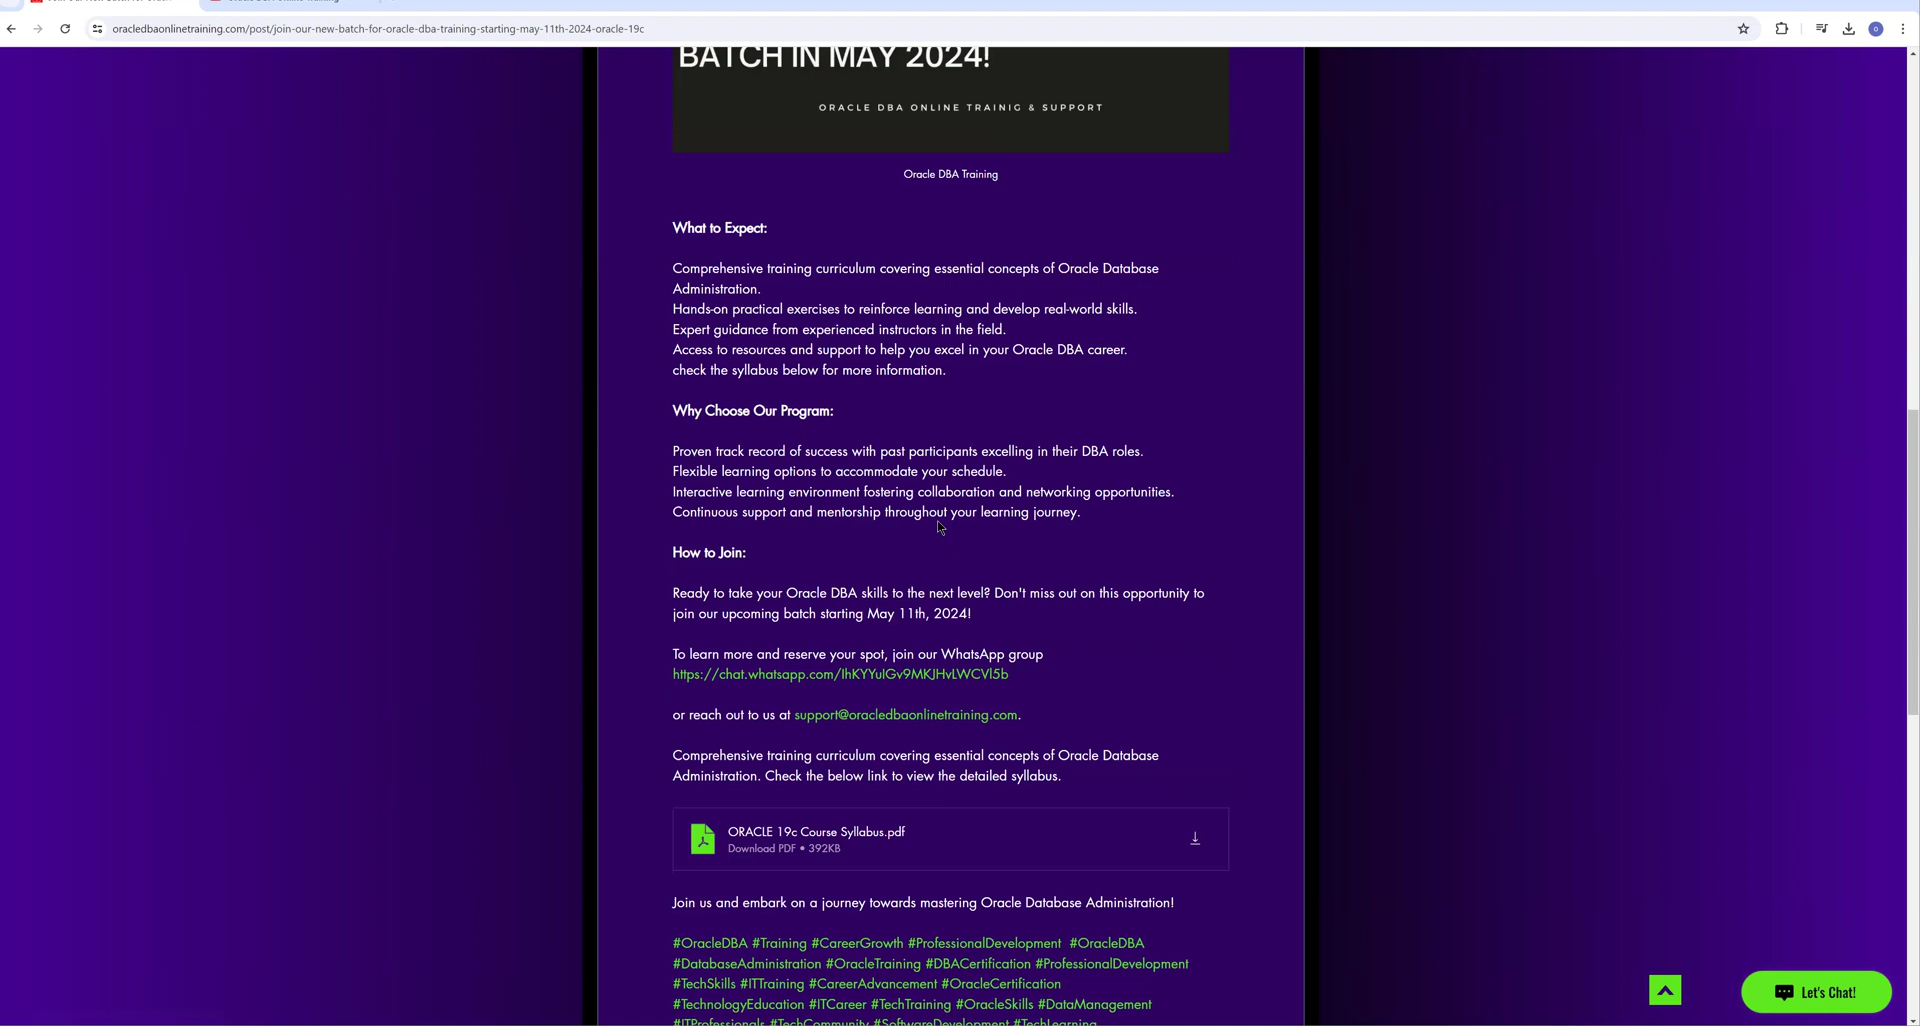 oracledbaonlinetraining.com/post/join-our-new-batch-for-oracle-dba-training-starting-may-11th-2024-oracle-19c
BATCH IN MAY 2024!
ORACLE DBA ONLINE TRAINIG & SUPPORT
Oracle DBA Training
What to Expect:
Comprehensive training curriculum covering essential concepts of Oracle Database
Administration.
Hands-on practical exercises to reinforce learning and develop real-world skills.
Expert guidance from experienced instructors in the field.
Access to resources and support to help you excel in your Oracle DBA career.
check the syllabus below for more information.
Why Choose Our Program:
Proven track record of success with past participants excelling in their DBA roles.
Flexible learning options to accommodate your schedule.
Interactive learning environment fostering collaboration and networking opportunities.
Continuous support and mentorship throughout your learning journey.
How to Join:
Ready to take your Oracle DBA skills to the next level? Don't miss out on this opportunity to
join our upcoming batch starting May 11th, 2024!
To learn more and reserve your spot, join our WhatsApp group
https://chat.whatsapp.com/IhKYYuIGv9MKJHvLWCVl5b
or reach out to us at support@oracledbaonlinetraining.com.
Comprehensive training curriculum covering essential concepts of Oracle Database
Administration. Check the below link to view the detailed syllabus.
ORACLE 19c Course Syllabus.pdf
Download PDF • 392KB
Join us and embark on a journey towards mastering Oracle Database Administration!
#OracleDBA #Training #CareerGrowth #ProfessionalDevelopment #OracleDBA
#DatabaseAdministration #OracleTraining #DBACertification #ProfessionalDevelopment
#TechSkills #ITTraining #CareerAdvancement #OracleCertification
#TechnologyEducation #ITCareer #TechTraining #OracleSkills #DataManagement
#ITProfessionals #TechCommunity #SoftwareDevelopment #TechLearning
Let's Chat!